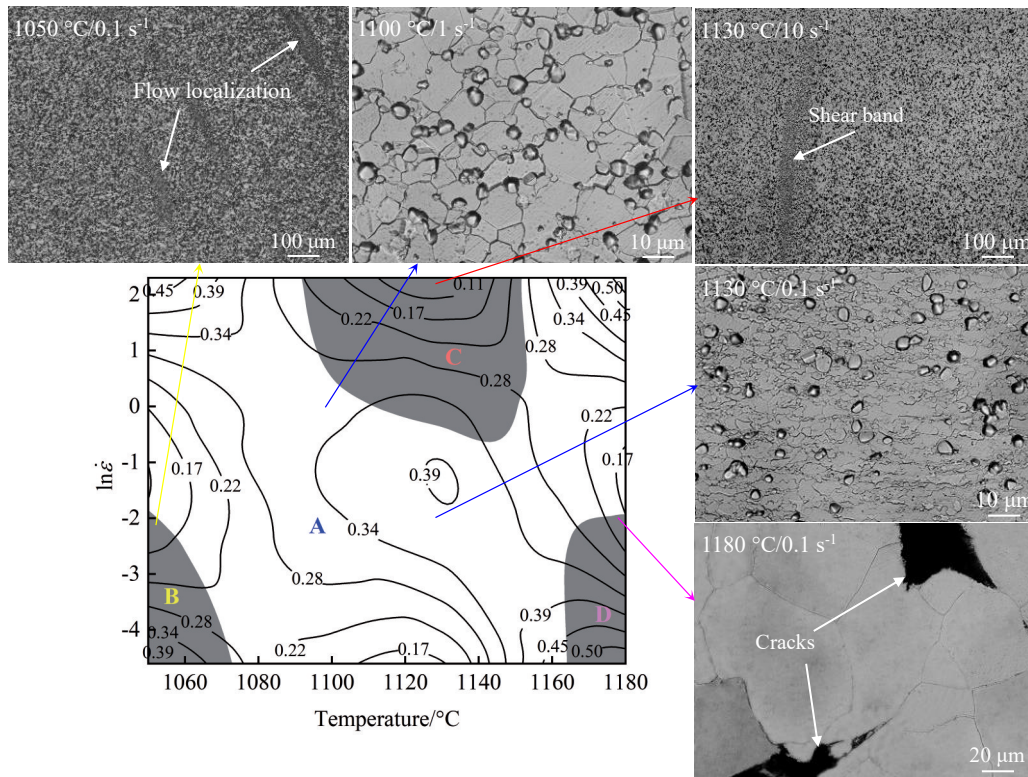 1050 °C/0.1 s⁻¹
Flow localization
100 μm
1100 °C/1 s⁻¹
10 μm
1130 °C/10 s⁻¹
Shear band
100 μm
1130 °C/0.1 s⁻¹
10 μm
1180 °C/0.1 s⁻¹
Cracks
20 μm
0.45
0.39
0.34
0.11
0.17
0.22
0.28
0.39
0.50
0.45
0.34
0.28
C
0.28
0.22
0.17
0.17
0.22
0.39
0.34
A
0.28
B
0.28
0.34
0.39
0.22
0.17
0.39
D
0.45
0.50
2
1
0
-1
-2
-3
-4
lnε̇
1060 1080 1100 1120 1140 1160 1180
Temperature/°C